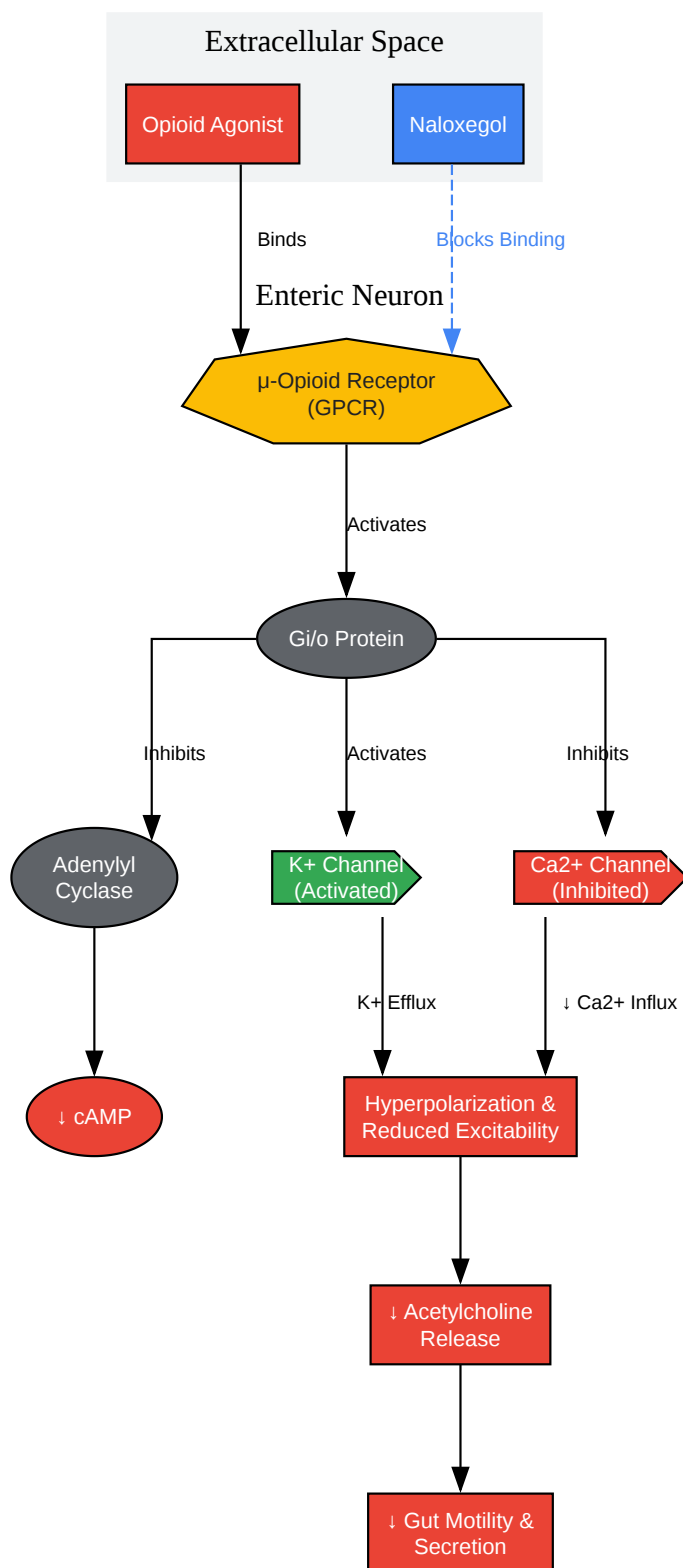 Extracellular Space
Opioid Agonist
Naloxegol
Binds
Blocks Binding
Enteric Neuron
μ-Opioid Receptor
(GPCR)
Activates
Gi/o Protein
Inhibits
Activates
Inhibits
Adenylyl
Cyclase
K+ Channel
(Activated)
Ca2+ Channel
(Inhibited)
K+ Efflux
↓ Ca2+ Influx
↓ cAMP
Hyperpolarization &
Reduced Excitability
↓ Acetylcholine
Release
↓ Gut Motility &
Secretion